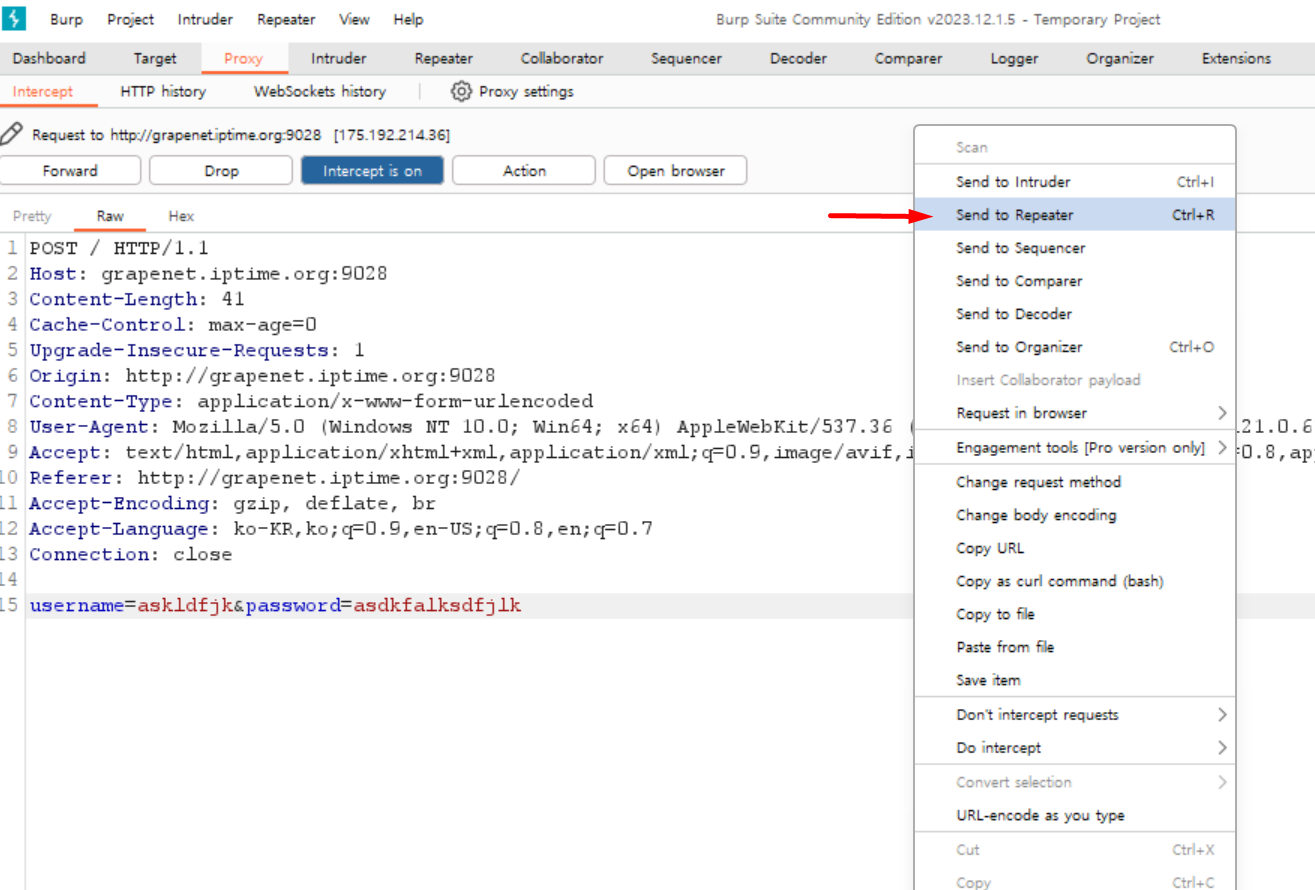 Burp Project Intruder Repeater View Help Burp Suite Community Edition v2023.12.1.5 - Temporary Project
Dashboard Target Proxy Intruder Repeater Collaborator Sequencer Decoder Comparer Logger Organizer Extensions
Intercept HTTP history WebSockets history Proxy settings
Request to http://grapenet.iptime.org:9028 [175.192.214.36]
Forward Drop Intercept is on Action Open browser
Pretty Raw Hex
1 POST / HTTP/1.1
2 Host: grapenet.iptime.org:9028
3 Content-Length: 41
4 Cache-Control: max-age=0
5 Upgrade-Insecure-Requests: 1
6 Origin: http://grapenet.iptime.org:9028
7 Content-Type: application/x-www-form-urlencoded
8 User-Agent: Mozilla/5.0 (Windows NT 10.0; Win64; x64) AppleWebKit/537.36 ( 21.0.6
9 Accept: text/html,application/xhtml+xml,application/xml;q=0.9,image/avif,i =0.8,ap
10 Referer: http://grapenet.iptime.org:9028/
11 Accept-Encoding: gzip, deflate, br
12 Accept-Language: ko-KR,ko;q=0.9,en-US;q=0.8,en;q=0.7
13 Connection: close
14
15 username=askldfjk&password=asdkfalksdfjlk
Scan
Send to Intruder Ctrl+I
Send to Repeater Ctrl+R
Send to Sequencer
Send to Comparer
Send to Decoder
Send to Organizer Ctrl+O
Insert Collaborator payload
Request in browser
Engagement tools [Pro version only]
Change request method
Change body encoding
Copy URL
Copy as curl command (bash)
Copy to file
Paste from file
Save item
Don't intercept requests
Do intercept
Convert selection
URL-encode as you type
Cut Ctrl+X
Copy Ctrl+C